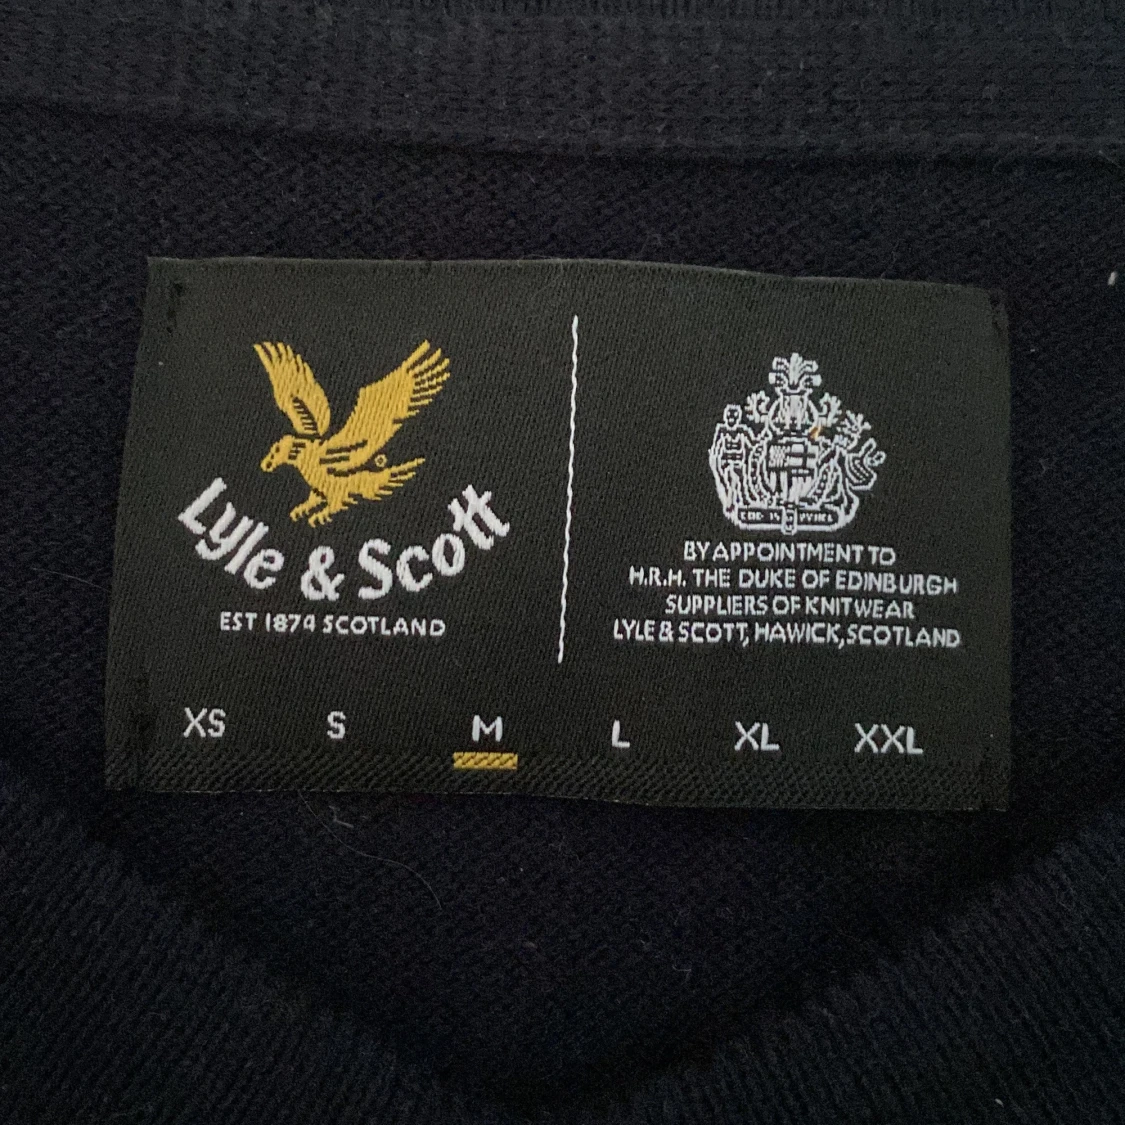 Lyle & Scott
EST 1874 SCOTLAND
BY APPOINTMENT TO
H.R.H. THE DUKE OF EDINBURGH
SUPPLIERS OF KNITWEAR
LYLE & SCOTT, HAWICK, SCOTLAND
XS S M L XL XXL